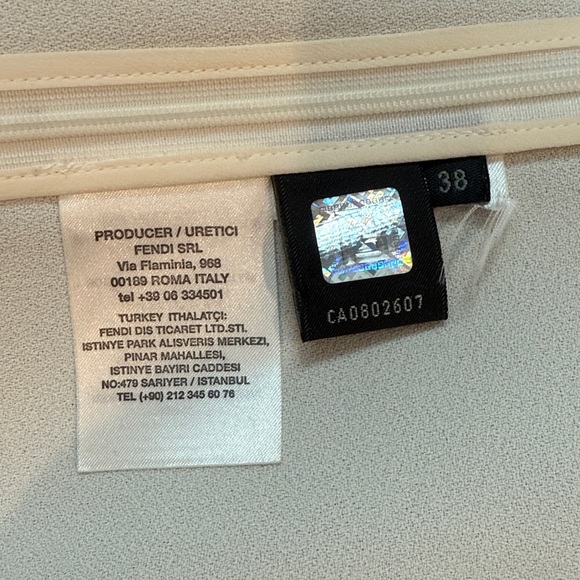 PRODUCER / URETICI
FENDI SRL
Via Flaminia, 968
00189 ROMA ITALY
tel +39 06 334501
TURKEY ITHALATÇI:
FENDI DIS TICARET LTD.STI.
ISTINYE PARK ALISVERIS MERKEZI,
PINAR MAHALLESI,
ISTINYE BAYIRI CADDESI
NO:479 SARIYER / ISTANBUL
TEL (+90) 212 345 60 76
38
CA0802607